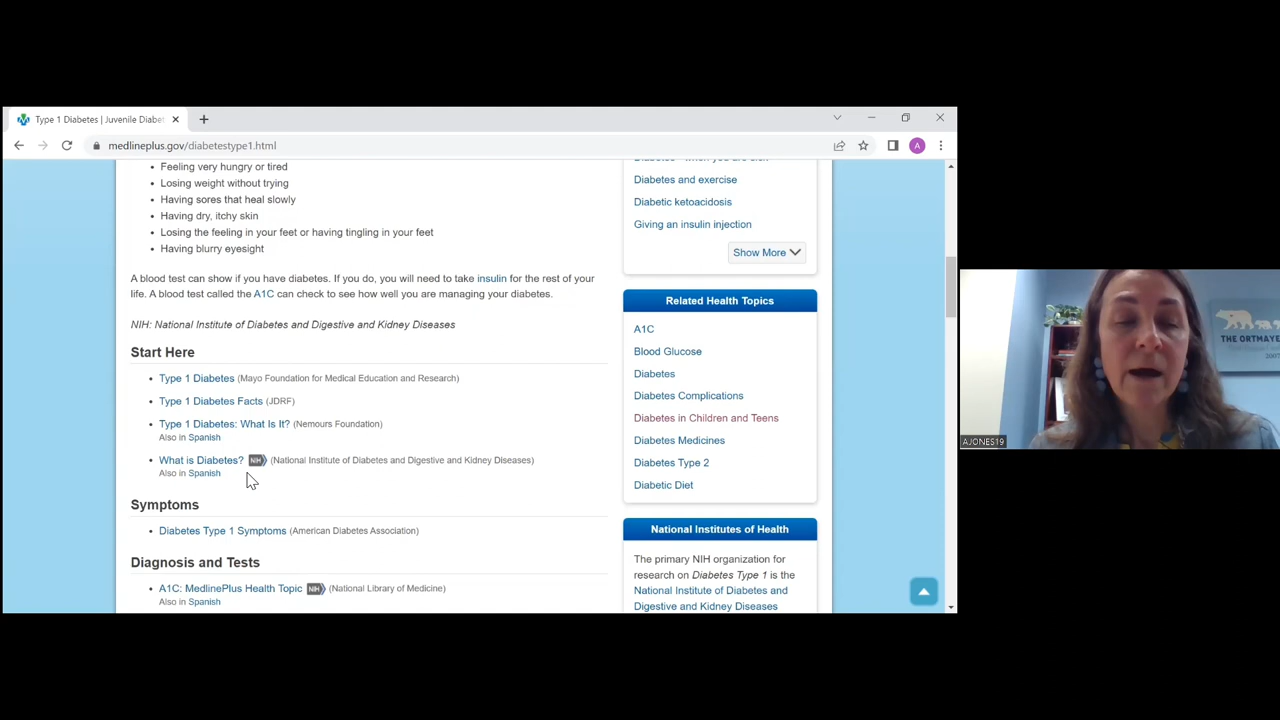 Type 1 Diabetes | Juvenile Diabet
medlineplus.gov/diabetestype1.html
A
Feeling very hungry or tired
Losing weight without trying
Having sores that heal slowly
Having dry, itchy skin
Losing the feeling in your feet or having tingling in your feet
Having blurry eyesight
A blood test can show if you have diabetes. If you do, you will need to take insulin for the rest of your
life. A blood test called the A1C can check to see how well you are managing your diabetes.
NIH: National Institute of Diabetes and Digestive and Kidney Diseases
Start Here
Type 1 Diabetes (Mayo Foundation for Medical Education and Research)
Type 1 Diabetes Facts (JDRF)
Type 1 Diabetes: What Is It? (Nemours Foundation)
Also in Spanish
What is Diabetes? NIH (National Institute of Diabetes and Digestive and Kidney Diseases)
Also in Spanish
Symptoms
Diabetes Type 1 Symptoms (American Diabetes Association)
Diagnosis and Tests
A1C: MedlinePlus Health Topic NIH (National Library of Medicine)
Also in Spanish
Diabetes and exercise
Diabetic ketoacidosis
Giving an insulin injection
Show More
Related Health Topics
A1C
Blood Glucose
Diabetes
Diabetes Complications
Diabetes in Children and Teens
Diabetes Medicines
Diabetes Type 2
Diabetic Diet
National Institutes of Health
The primary NIH organization for
research on Diabetes Type 1 is the
National Institute of Diabetes and
Digestive and Kidney Diseases
THE ORTMAYE
2007
AJONES19